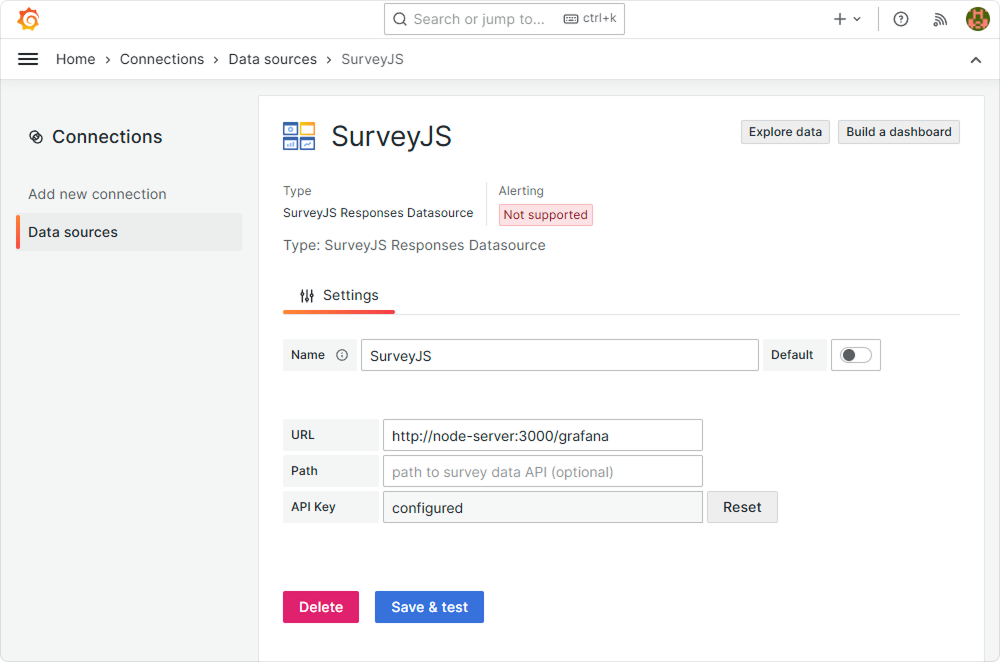 Search or jump to... ctrl+k
Home › Connections › Data sources › SurveyJS
Connections
Add new connection
Data sources
SurveyJS
Explore data
Build a dashboard
Type
SurveyJS Responses Datasource
Alerting
Not supported
Type: SurveyJS Responses Datasource
Settings
Name SurveyJS Default
URL http://node-server:3000/grafana
Path path to survey data API (optional)
API Key configured Reset
Delete Save & test